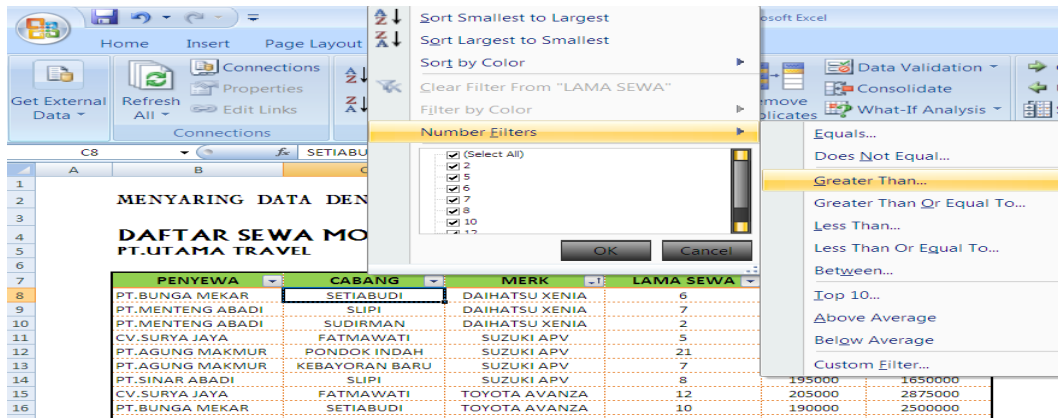 osoft Excel
Home Insert Page Layout
Get External Data
Refresh All
Connections
Properties
Edit Links
Connections
Sort Smallest to Largest
Sort Largest to Smallest
Sort by Color
Clear Filter From "LAMA SEWA"
Filter by Color
Number Filters
(Select All)
2
5
6
7
8
10
12
OK Cancel
Data Validation
Consolidate
What-If Analysis
move
plicates
Equals...
Does Not Equal...
Greater Than...
Greater Than Or Equal To...
Less Than...
Less Than Or Equal To...
Between...
Top 10...
Above Average
Below Average
Custom Filter...
C8 fx SETIABU
A B C
1
2 MENYARING DATA DEN
3
4 DAFTAR SEWA MO
5 PT.UTAMA TRAVEL
6
7 PENYEWA CABANG MERK LAMA SEWA
8 PT.BUNGA MEKAR SETIABUDI DAIHATSU XENIA 6
9 PT.MENTENG ABADI SLIPI DAIHATSU XENIA 7
10 PT.MENTENG ABADI SUDIRMAN DAIHATSU XENIA 2
11 CV.SURYA JAYA FATMAWATI SUZUKI APV 5
12 PT.AGUNG MAKMUR PONDOK INDAH SUZUKI APV 21
13 PT.AGUNG MAKMUR KEBAYORAN BARU SUZUKI APV 7
14 PT.SINAR ABADI SLIPI SUZUKI APV 8 195000 1650000
15 CV.SURYA JAYA FATMAWATI TOYOTA AVANZA 12 205000 2875000
16 PT.BUNGA MEKAR SETIABUDI TOYOTA AVANZA 10 190000 2500000